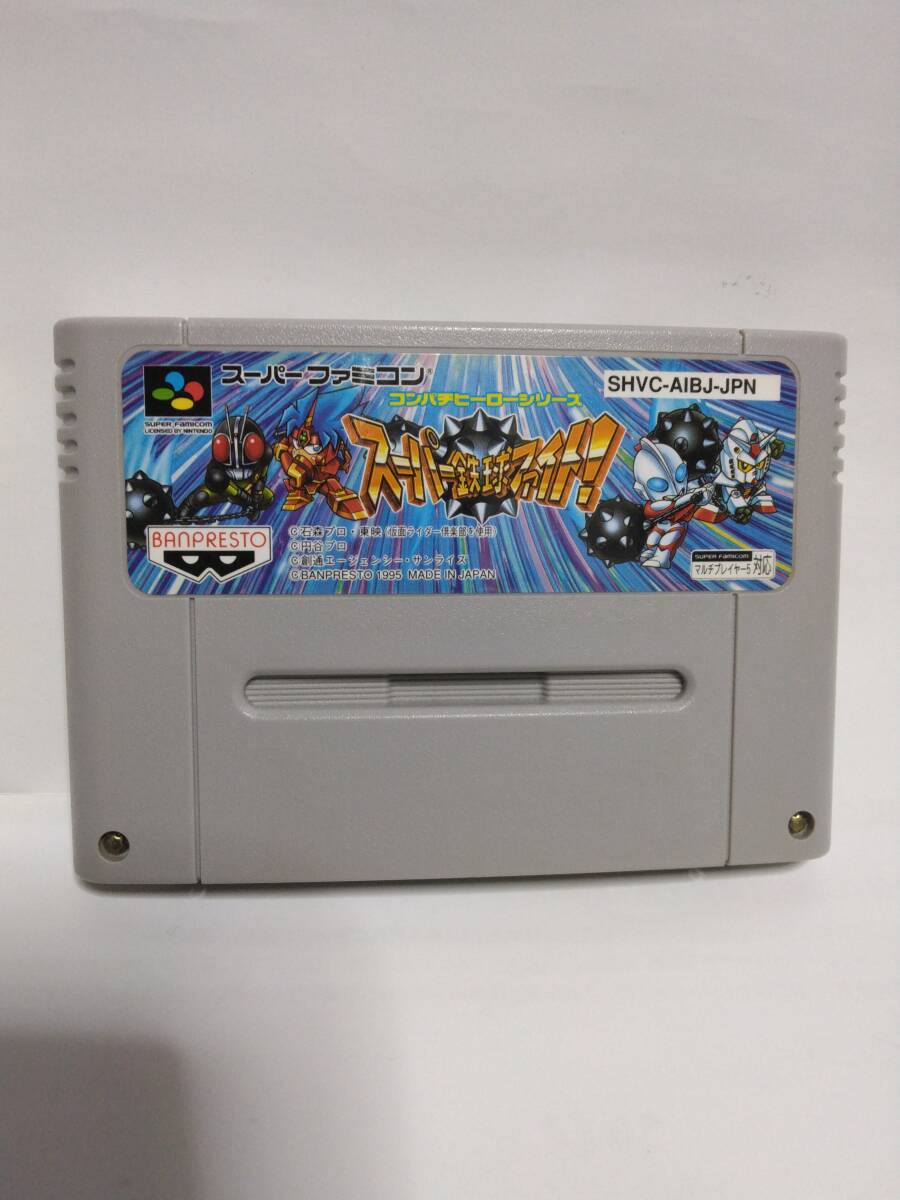 スーパーファミコン®
SHVC-AIBJ-JPN
コンパチヒーローシリーズ
SUPER FAMICOM
LICENSED BY NINTENDO
スーパー鉄球ファイト!
BANPRESTO
©石森プロ・東映(仮面ライダー倶楽部を使用)
©円谷プロ
©創通エージェンシー・サンライズ
©BANPRESTO 1995 MADE IN JAPAN
SUPER FAMICOM
マルチプレイヤー5対応